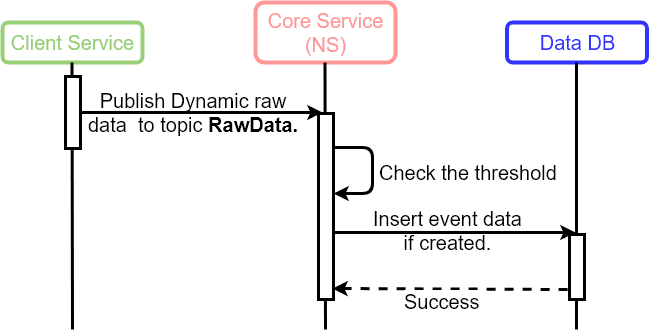 Client Service
Core Service
(NS)
Data DB
Publish Dynamic raw
data to topic RawData.
Check the threshold
Insert event data
if created.
Success